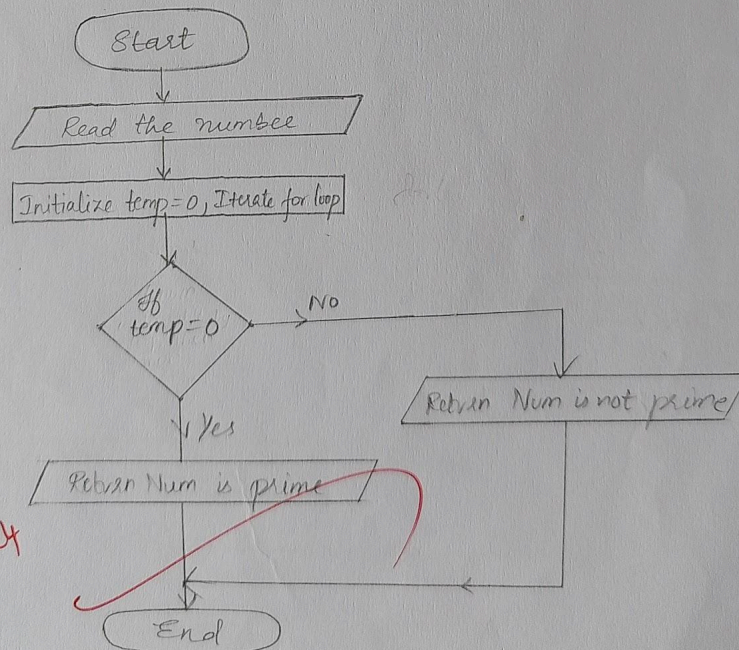 Start
Read the number
Initialize temp=0, Iterate for loop
If
temp=0
NO
Yes
Return Num is not prime
Return Num is prime
End